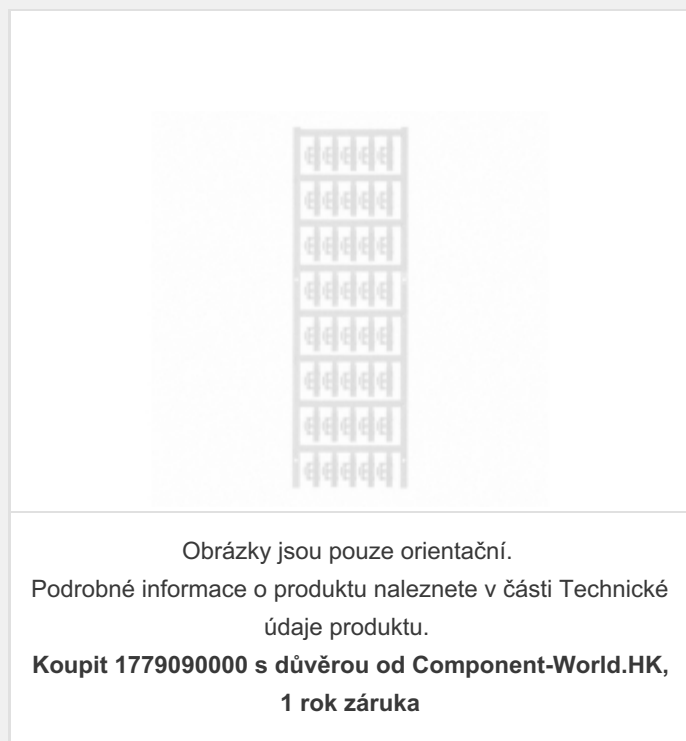 Obrázky jsou pouze orientační.
Podrobné informace o produktu naleznete v části Technické
údaje produktu.
Koupit 1779090000 s důvěrou od Component-World.HK,
1 rok záruka